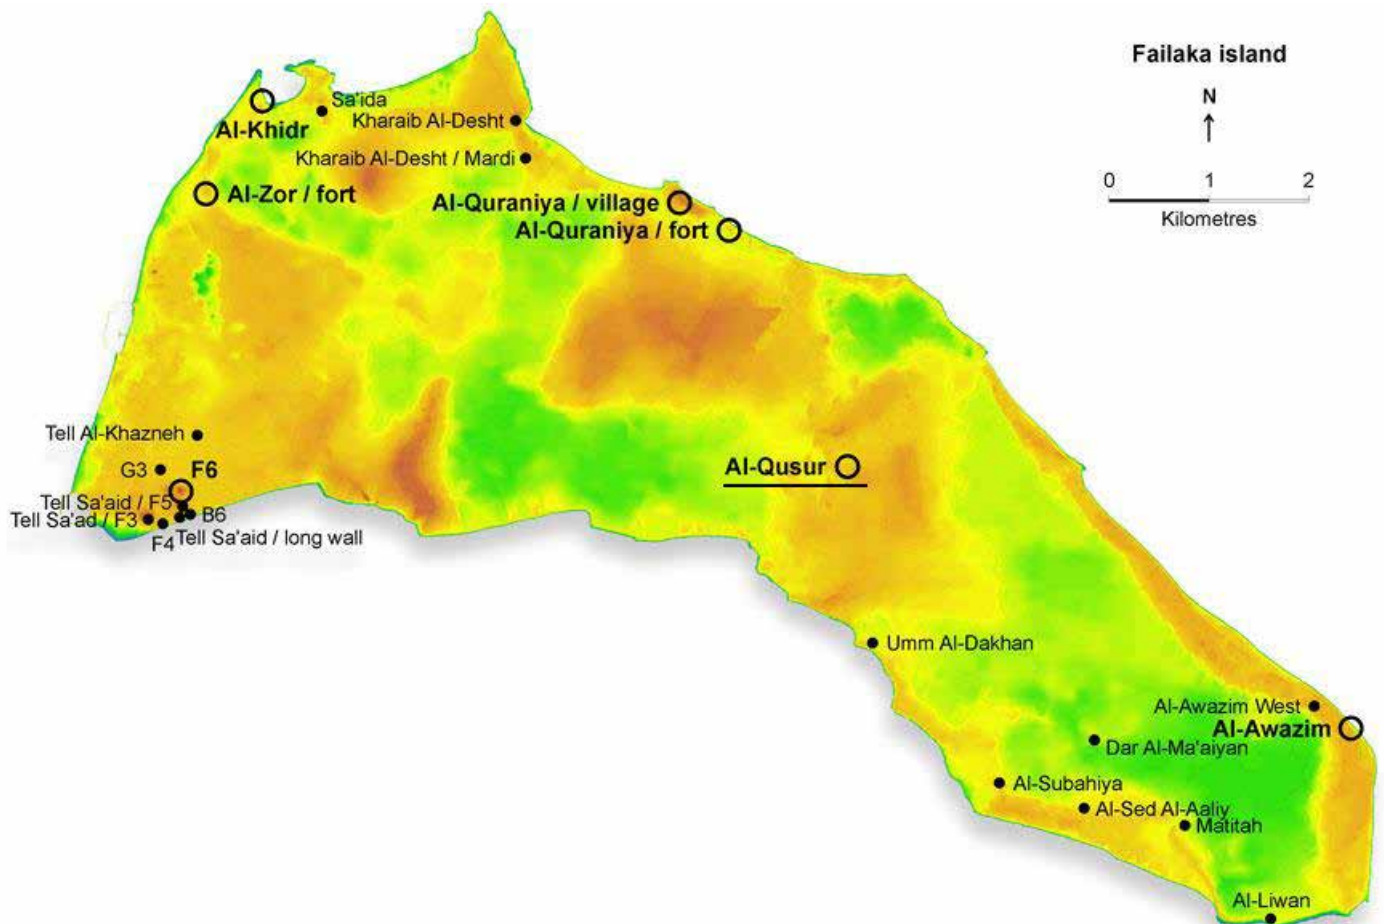 Failaka island
N
0 1 2
Kilometres
Sa'ida
Al-Khidr
Kharaib Al-Desht
Kharaib Al-Desht / Mardi
Al-Zor / fort
Al-Quraniya / village
Al-Quraniya / fort
Tell Al-Khazneh
G3
F6
Al-Qusur
Tell Sa'aid / F5
Tell Sa'ad / F3
B6
F4
Tell Sa'aid / long wall
Umm Al-Dakhan
Al-Awazim West
Al-Awazim
Dar Al-Ma'aiyan
Al-Subahiya
Al-Sed Al-Aaliy
Matitah
Al-Liwan